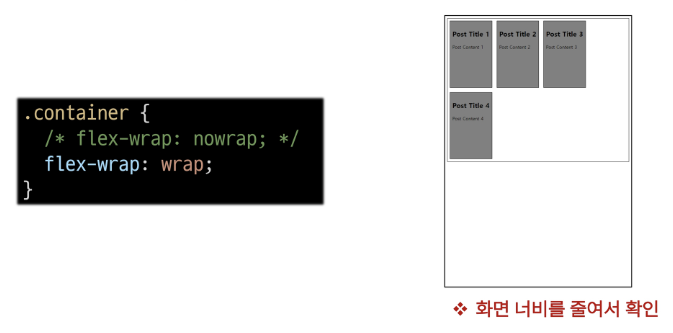 .container {
/* flex-wrap: nowrap; */
flex-wrap: wrap;
}
Post Title 1
Post Content 1
Post Title 2
Post Content 2
Post Title 3
Post Content 3
Post Title 4
Post Content 4
❖ 화면 너비를 줄여서 확인